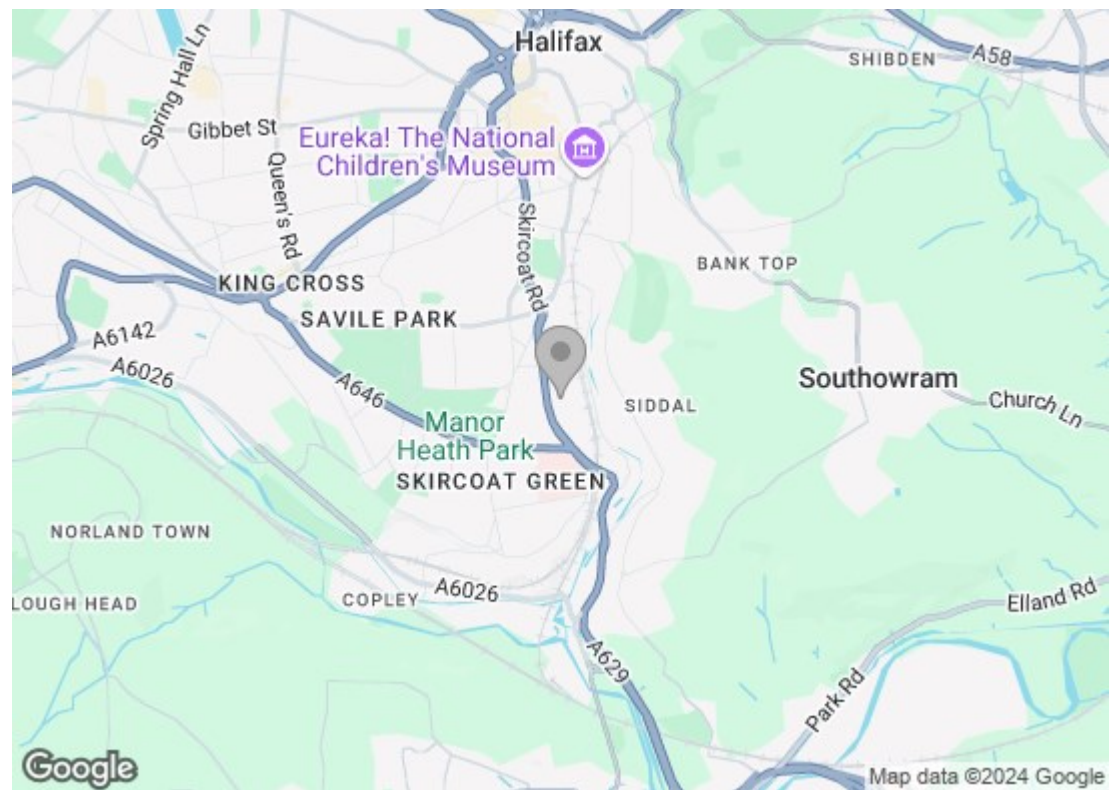 Halifax
SHIBDEN
A58
Spring Hall Ln
Gibbet St
Eureka! The National
Children's Museum
Queen's Rd
Skircoat Rd
BANK TOP
KING CROSS
SAVILE PARK
A6142
A6026
A646
Southowram
Church Ln
SIDDAL
Manor
Heath Park
SKIRCOAT GREEN
NORLAND TOWN
A6026
COPLEY
LOUGH HEAD
Elland Rd
A629
Park Rd
Google
Map data ©2024 Google